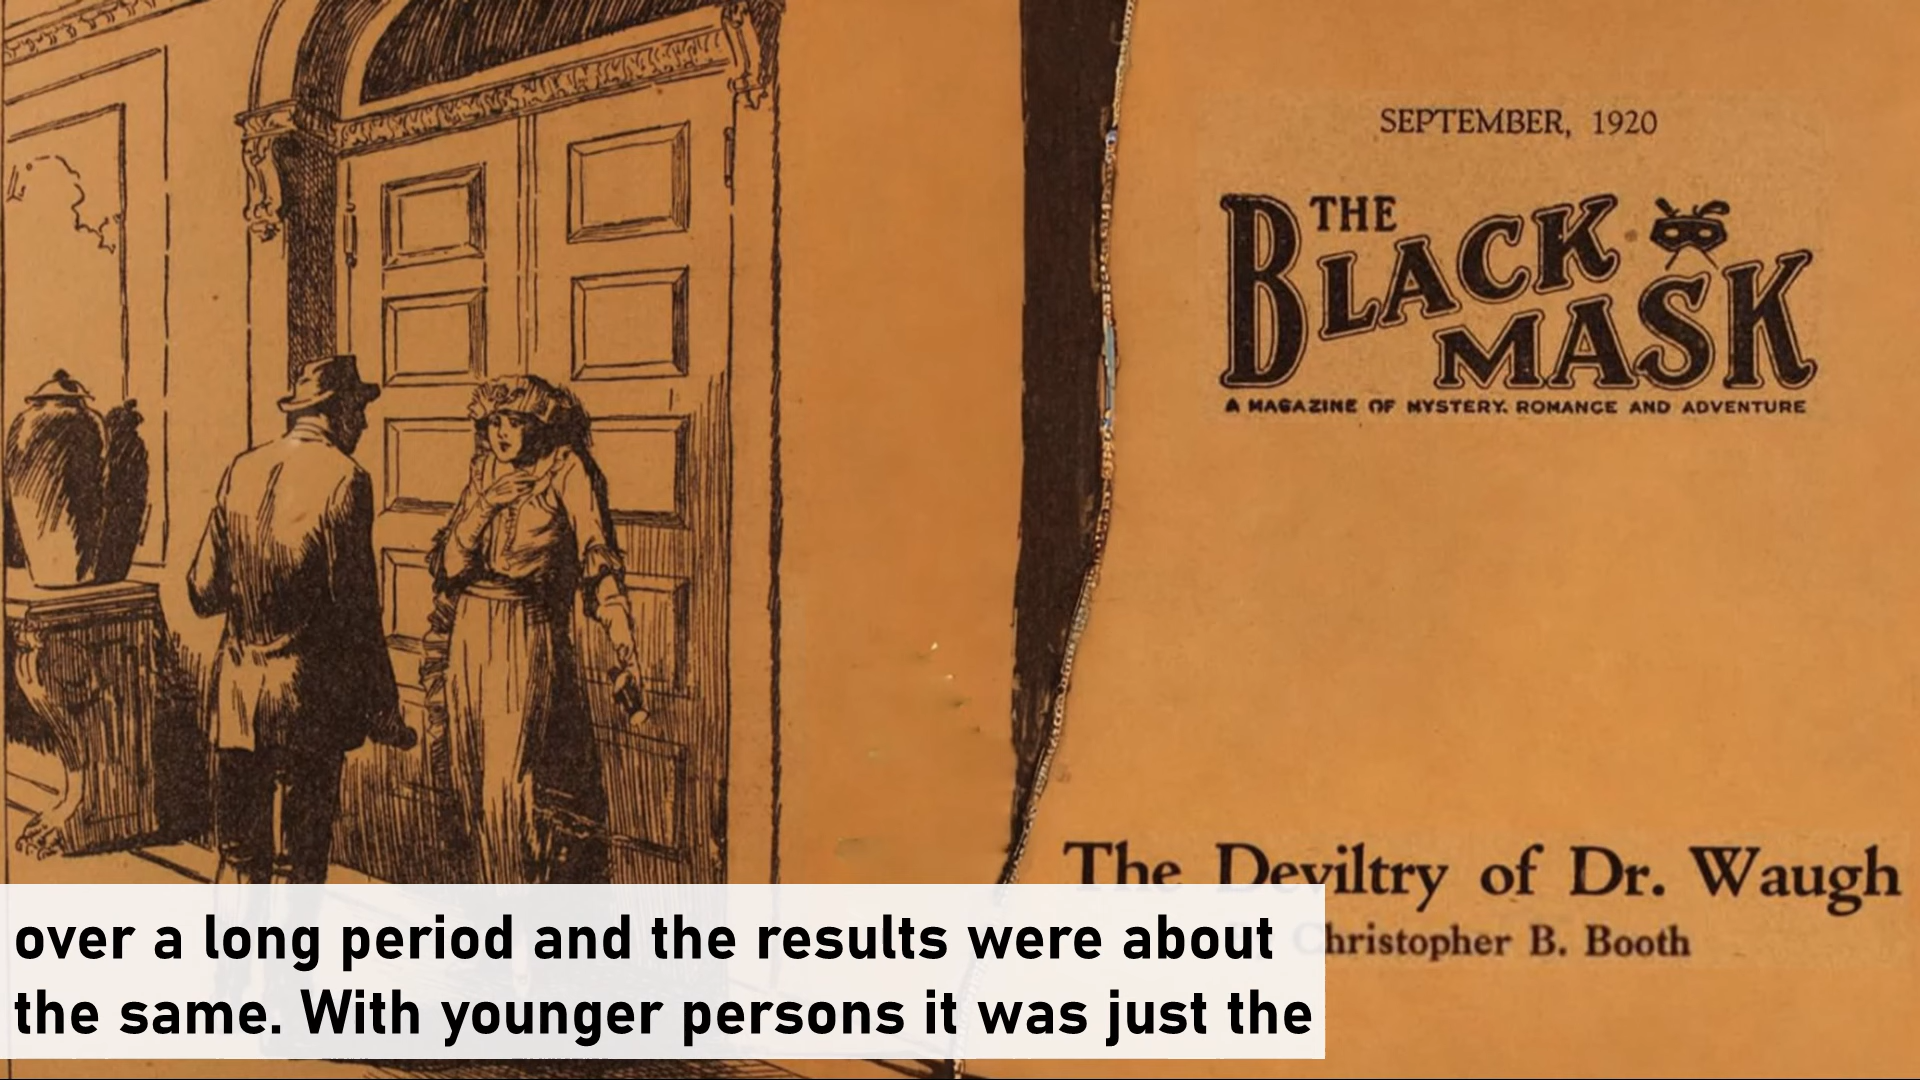 SEPTEMBER, 1920
THE
BLACK
MASK
A MAGAZINE OF MYSTERY, ROMANCE AND ADVENTURE
The Deviltry of Dr. Waugh
Christopher B. Booth
over a long period and the results were about
the same. With younger persons it was just the